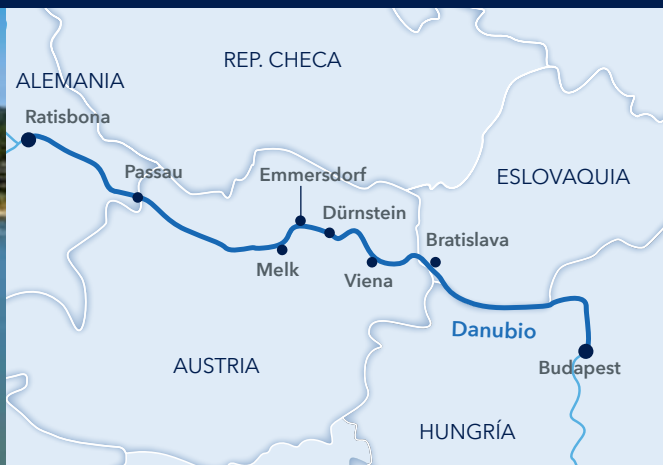 REP. CHECA
ALEMANIA
Ratisbona
Passau
Emmersdorf
ESLOVAQUIA
Dürnstein
Bratislava
Melk
Viena
Danubio
AUSTRIA
Budapest
HUNGRÍA